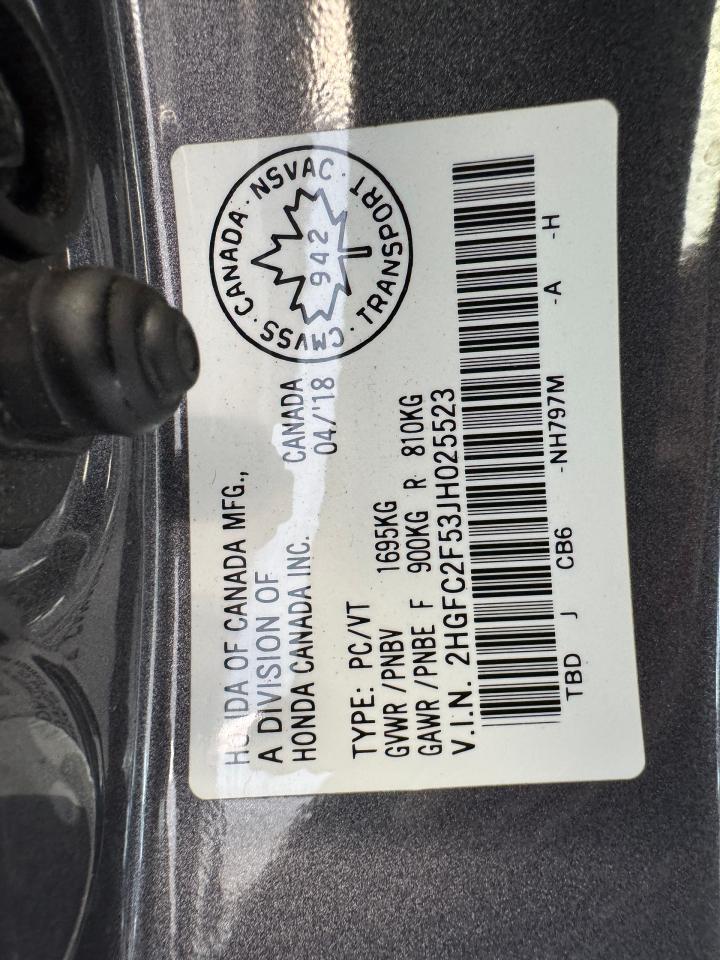 HONDA OF CANADA MFG.,
A DIVISION OF
HONDA CANADA INC.
CANADA
04/'18
CANADA · NSVAC · TRANSPORT · CMVSS ·
942
TYPE: PC/VT
GVWR /PNBV 1695KG
GAWR /PNBE F 900KG R 810KG
V.I.N. 2HGFC2F53JH025523
TBD J CB6 -NH797M -A -H